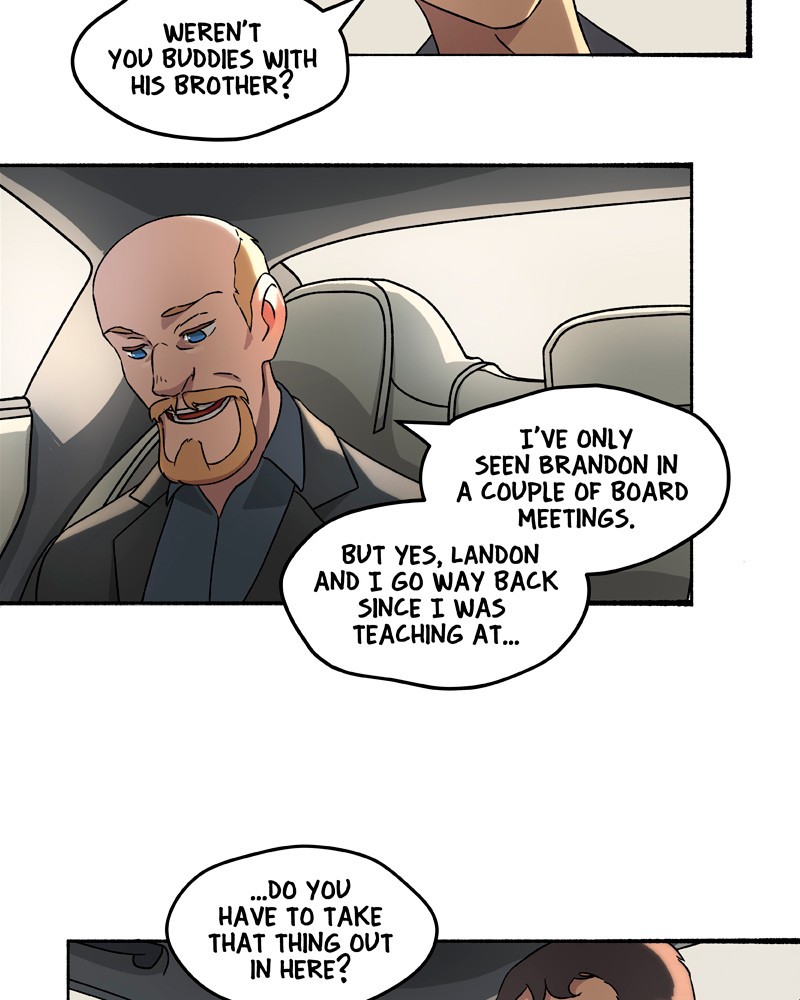 WEREN'T
YOU BUDDIES WITH
HIS BROTHER?
I'VE ONLY
SEEN BRANDON IN
A COUPLE OF BOARD
MEETINGS.
BUT YES, LANDON
AND I GO WAY BACK
SINCE I WAS
TEACHING AT...
...DO YOU
HAVE TO TAKE
THAT THING OUT
IN HERE?